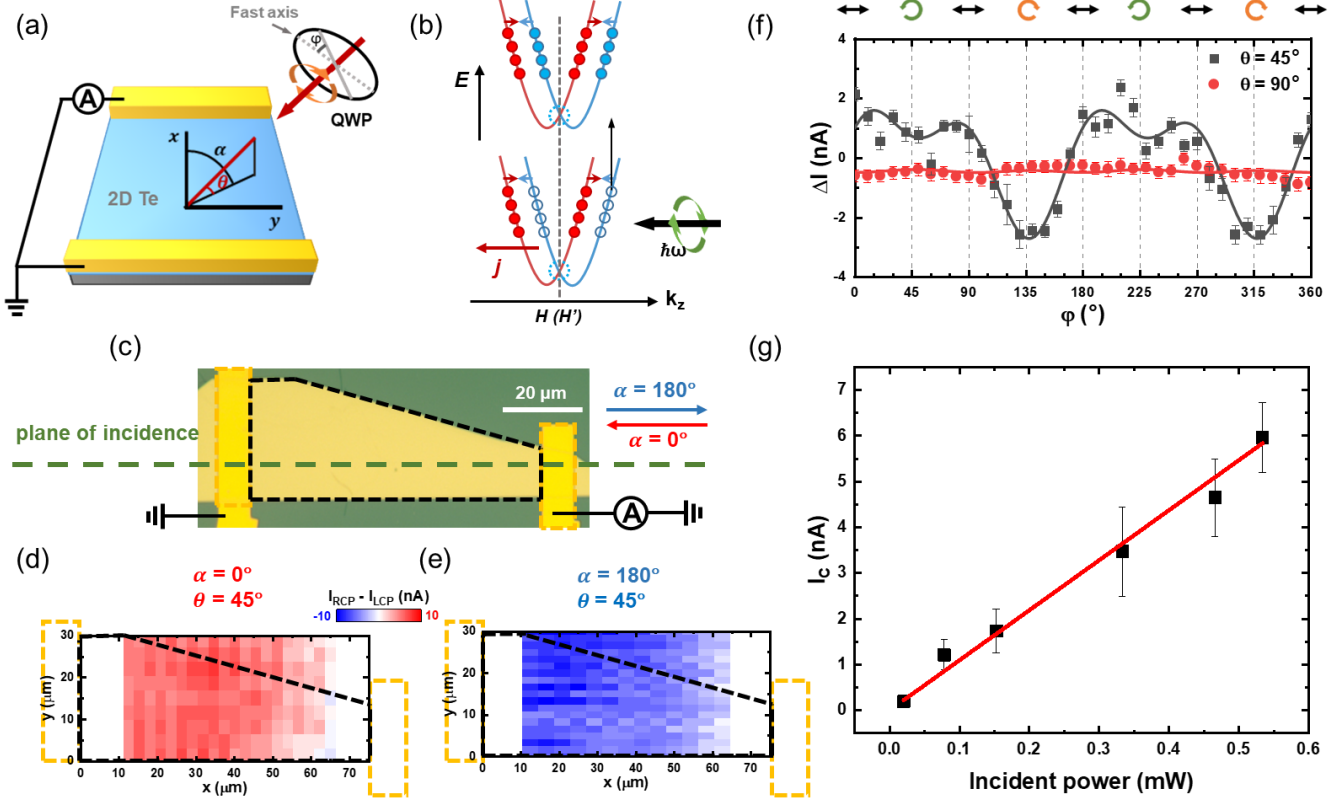 (a)
Fast axis
φ
QWP
A
x
α
θ
2D Te
y
(b)
E
j
ħω
H (H')
k_z
(c)
20 μm
α = 180°
α = 0°
plane of incidence
A
(d)
α = 0°
θ = 45°
I_RCP - I_LCP (nA)
-10
10
30
20
10
0
y (μm)
0 10 20 30 40 50 60 70
x (μm)
(e)
α = 180°
θ = 45°
30
20
10
0
y (μm)
0 10 20 30 40 50 60 70
x (μm)
(f)
θ = 45°
θ = 90°
4
2
0
-2
-4
ΔI (nA)
0 45 90 135 180 225 270 315 360
φ (°)
(g)
7
6
5
4
3
2
1
0
I_C (nA)
0.0 0.1 0.2 0.3 0.4 0.5 0.6
Incident power (mW)